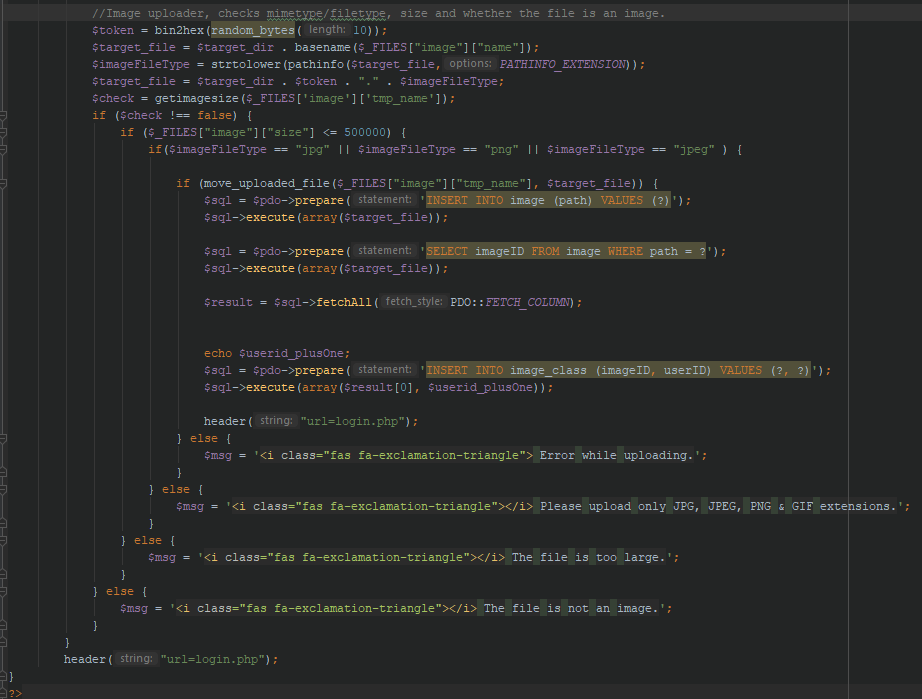 //Image uploader, checks mimetype/filetype, size and whether the file is an image.
$token = bin2hex(random_bytes( length: 10));
$target_file = $target_dir . basename($_FILES["image"]["name"]);
$imageFileType = strtolower(pathinfo($target_file, options: PATHINFO_EXTENSION));
$target_file = $target_dir . $token . "." . $imageFileType;
$check = getimagesize($_FILES['image']['tmp_name']);
if ($check !== false) {
if ($_FILES["image"]["size"] <= 500000) {
if($imageFileType == "jpg" || $imageFileType == "png" || $imageFileType == "jpeg" ) {
if (move_uploaded_file($_FILES["image"]["tmp_name"], $target_file)) {
$sql = $pdo->prepare( statement: 'INSERT INTO image (path) VALUES (?)');
$sql->execute(array($target_file));
$sql = $pdo->prepare( statement: 'SELECT imageID FROM image WHERE path = ?');
$sql->execute(array($target_file));
$result = $sql->fetchAll( fetch_style: PDO::FETCH_COLUMN);
echo $userid_plusOne;
$sql = $pdo->prepare( statement: 'INSERT INTO image_class (imageID, userID) VALUES (?, ?)');
$sql->execute(array($result[0], $userid_plusOne));
header( string: "url=login.php");
} else {
$msg = '<i class="fas fa-exclamation-triangle"> Error while uploading.';
}
} else {
$msg = '<i class="fas fa-exclamation-triangle"></i> Please upload only JPG, JPEG, PNG & GIF extensions.';
}
} else {
$msg = '<i class="fas fa-exclamation-triangle"></i> The file is too large.';
}
} else {
$msg = '<i class="fas fa-exclamation-triangle"></i> The file is not an image.';
}
}
header( string: "url=login.php");
}
?>